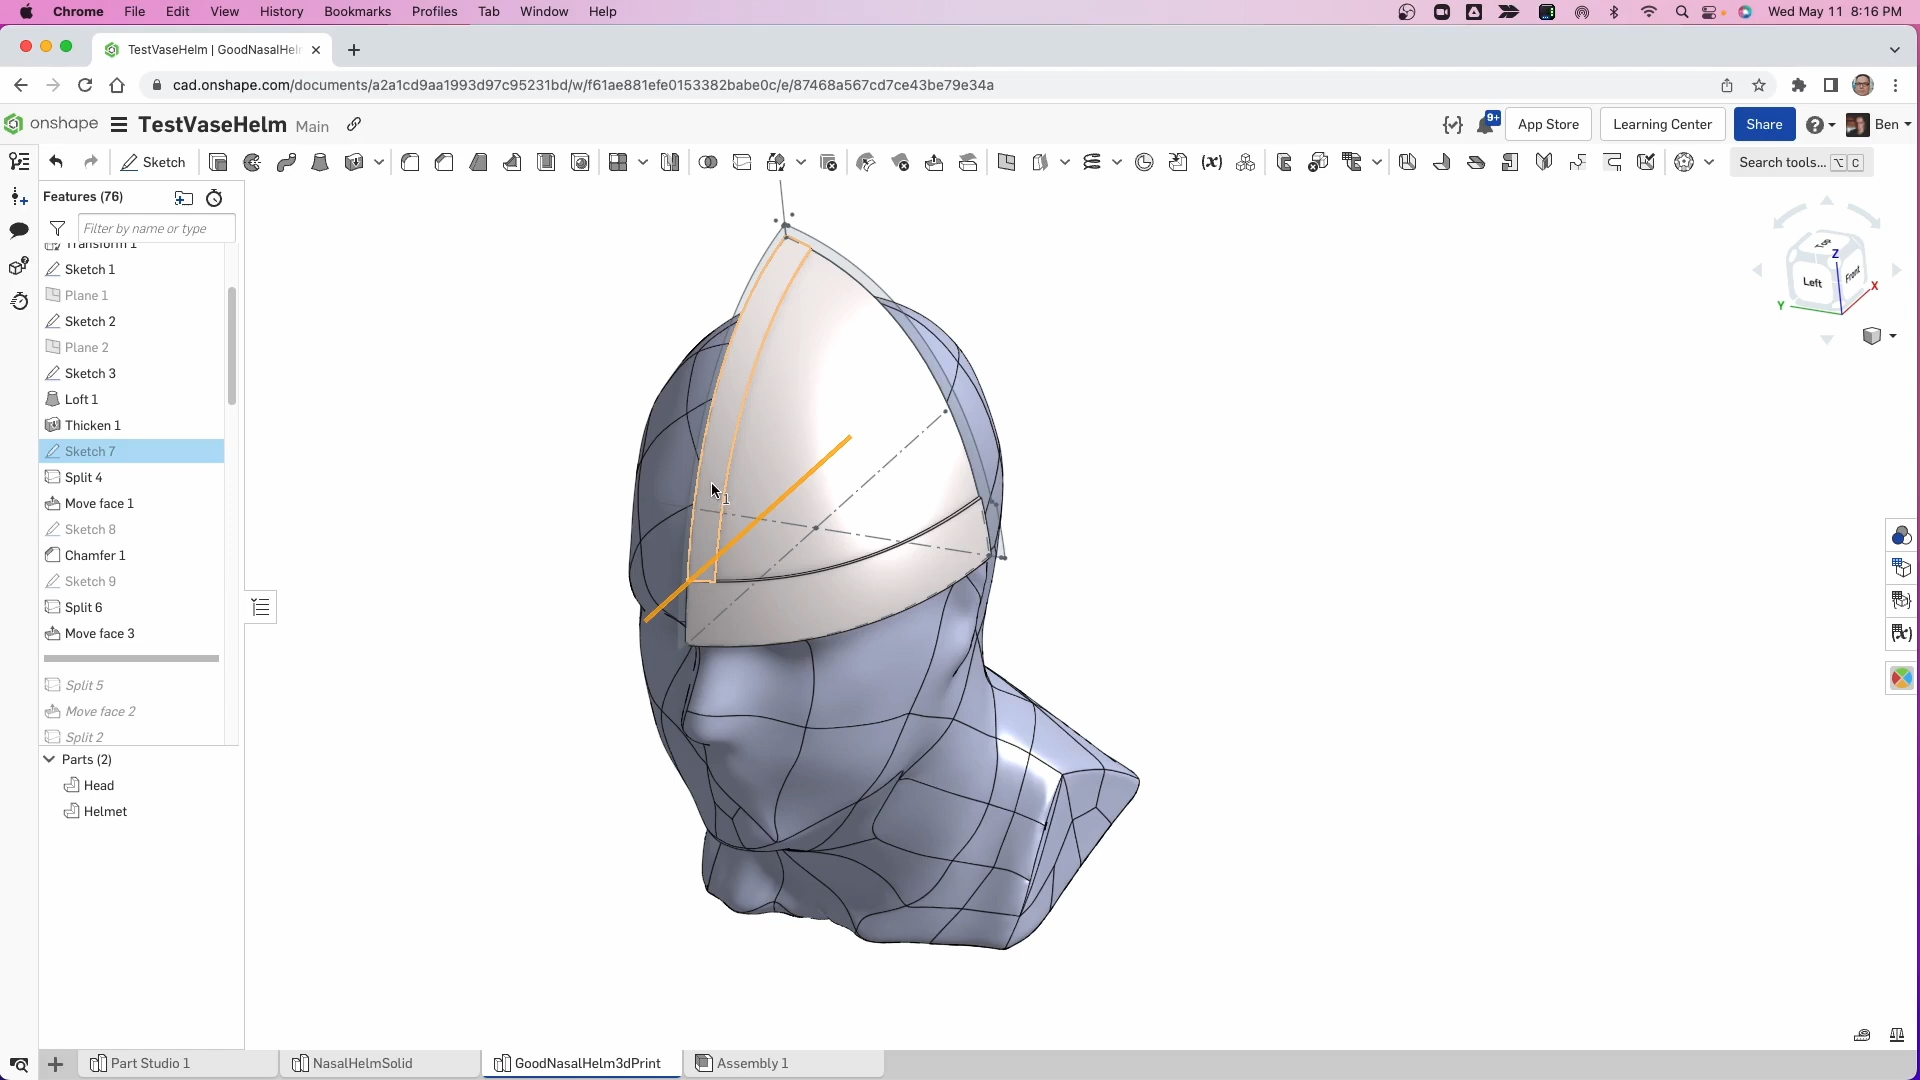 Chrome File Edit View History Bookmarks Profiles Tab Window Help Wed May 11 8:16 PM
TestVaseHelm | GoodNasalHelm
cad.onshape.com/documents/a2a1cd9aa1993d97c95231bd/w/f61ae881efe0153382babe0c/e/87468a567cd7ce43be79e34a
onshape TestVaseHelm Main 9+ App Store Learning Center Share Ben
Sketch Search tools... ⌥ C
Features (76)
Filter by name or type
Transform 1
Sketch 1
Plane 1
Sketch 2
Plane 2
Sketch 3
Loft 1
Thicken 1
Sketch 7
Split 4
Move face 1
Sketch 8
Chamfer 1
Sketch 9
Split 6
Move face 3
Split 5
Move face 2
Split 2
Parts (2)
Head
Helmet
1
Top
Left
Front
Z
X
Y
Part Studio 1 NasalHelmSolid GoodNasalHelm3dPrint Assembly 1